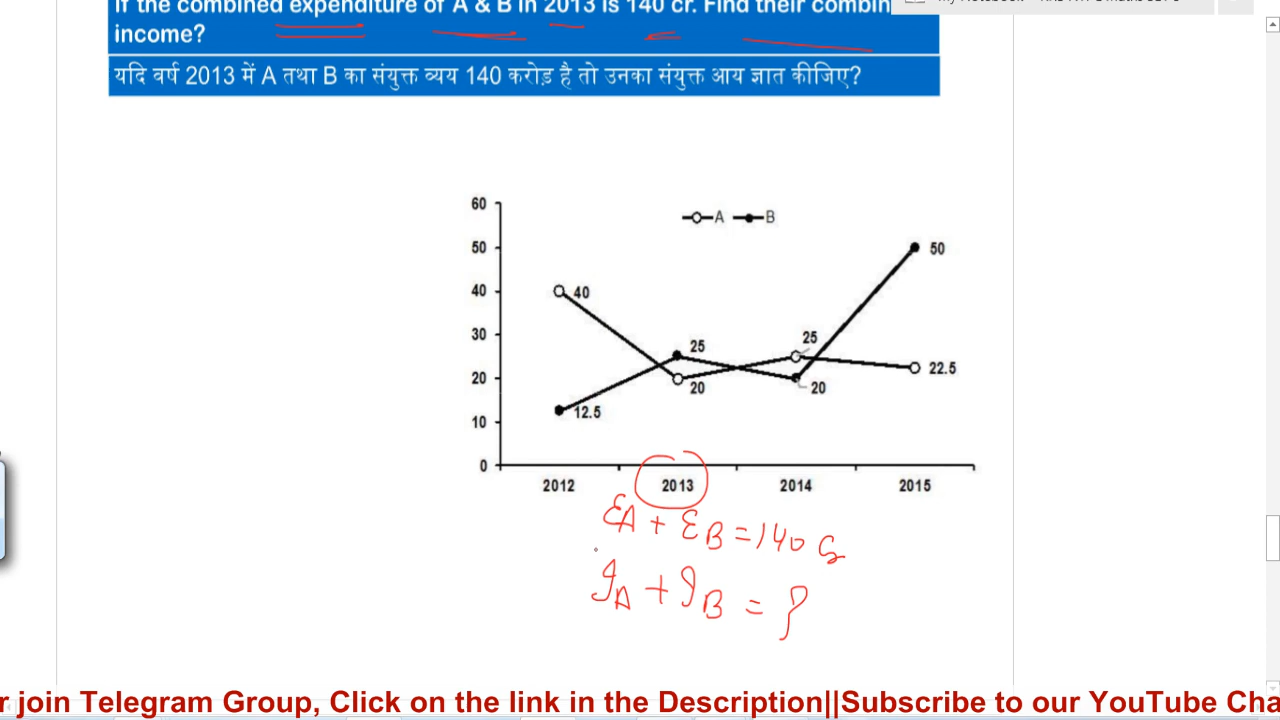 If the combined expenditure of A & B in 2013 is 140 cr. Find their combin
income?
यदि वर्ष 2013 में A तथा B का संयुक्त व्यय 140 करोड़ है तो उनका संयुक्त आय ज्ञात कीजिए?
60
A B
50
50
40
40
30
25
25
20
20
20
22.5
12.5
10
0
2012 2013 2014 2015
EA + EB = 140
IA + IB = ?
r join Telegram Group, Click on the link in the Description||Subscribe to our YouTube Cha